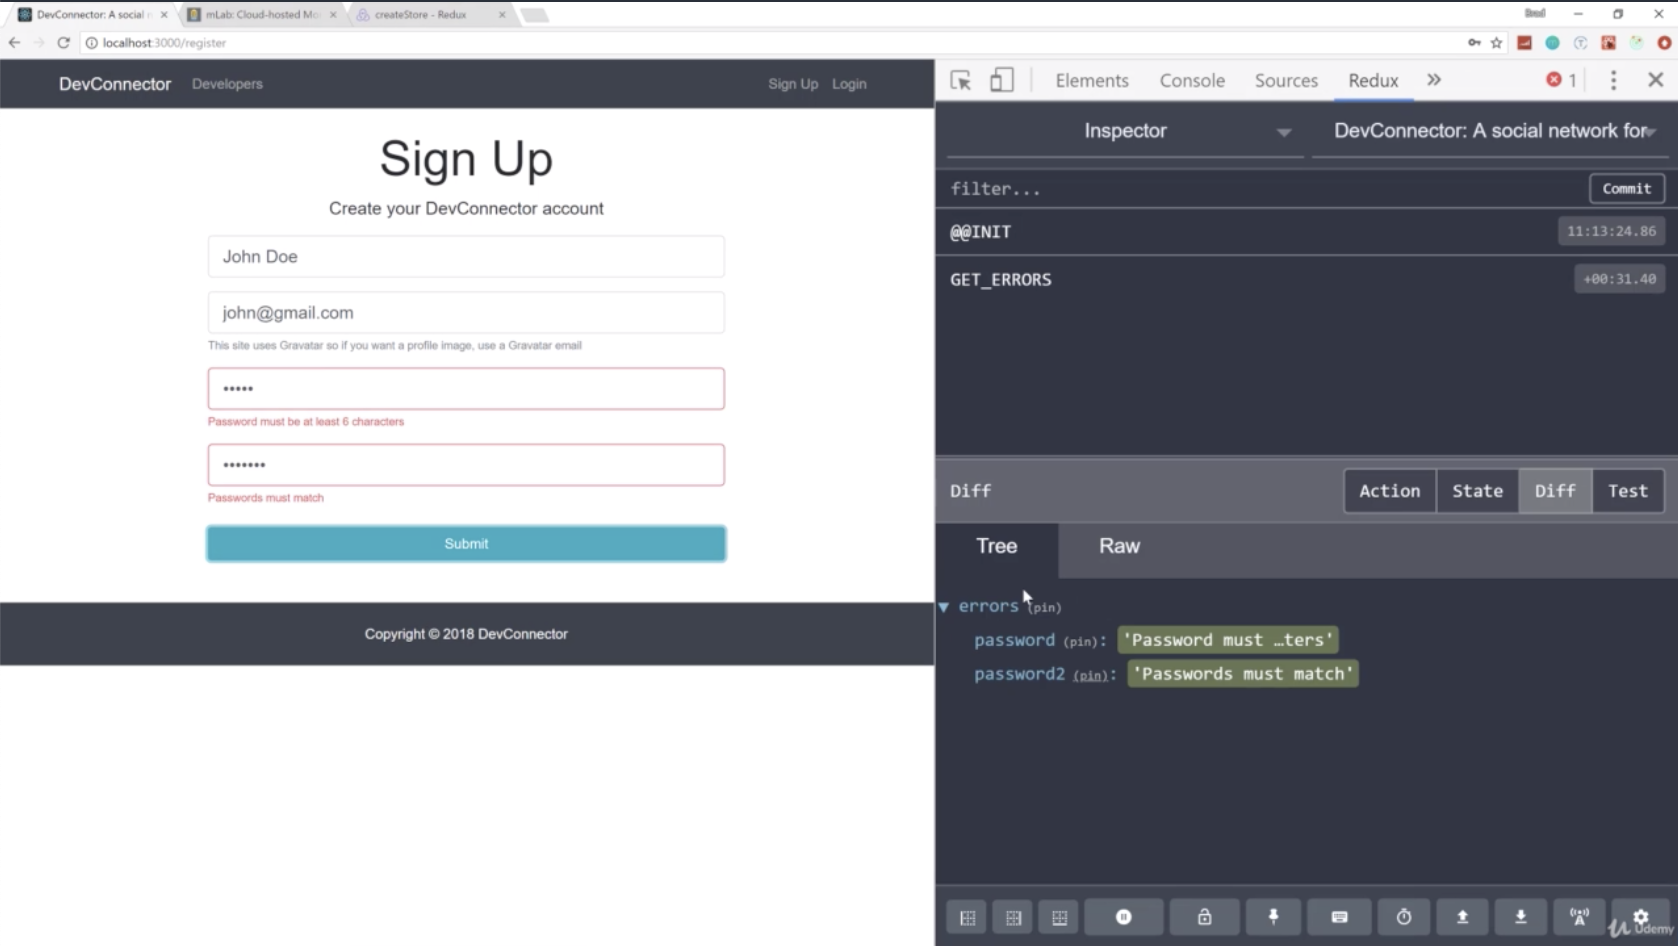 DevConnector: A social n
mLab: Cloud-hosted Mo
createStore - Redux
localhost:3000/register
DevConnector Developers Sign Up Login
Sign Up
Create your DevConnector account
John Doe
john@gmail.com
This site uses Gravatar so if you want a profile image, use a Gravatar email
•••••
Password must be at least 6 characters
•••••••
Passwords must match
Submit
Copyright © 2018 DevConnector
Elements Console Sources Redux » 1
Inspector DevConnector: A social network for
filter... Commit
@@INIT 11:13:24.86
GET_ERRORS +00:31.40
Diff Action State Diff Test
Tree Raw
errors (pin)
password (pin): 'Password must …ters'
password2 (pin): 'Passwords must match'
Udemy